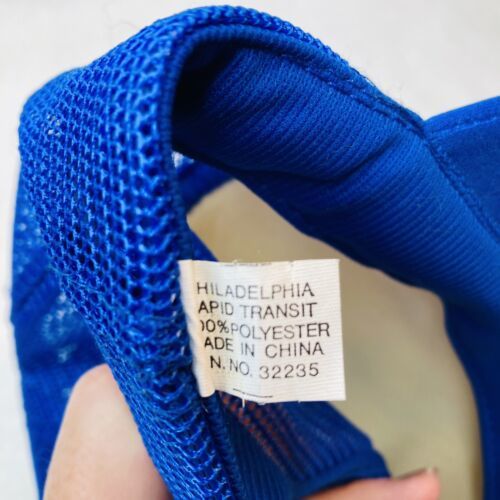 HILADELPHIA
APID TRANSIT
00%POLYESTER
ADE IN CHINA
N. NO. 32235